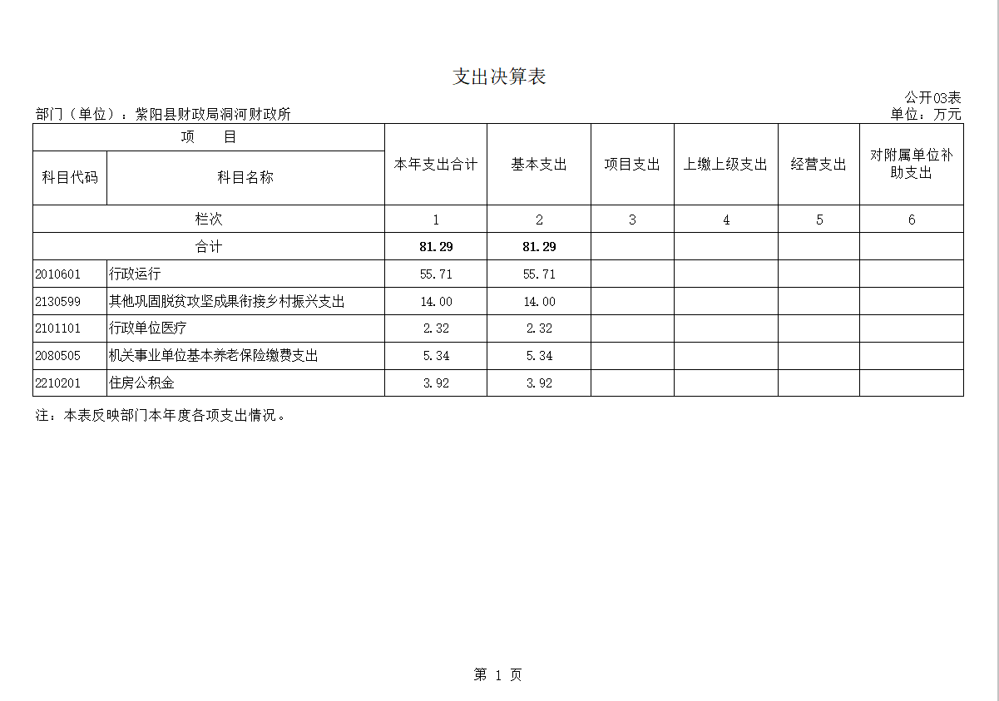 支出决算表
公开03表
部门（单位）：紫阳县财政局洞河财政所 单位：万元
项 目 本年支出合计 基本支出 项目支出 上缴上级支出 经营支出 对附属单位补
助支出
科目代码 科目名称
栏次 1 2 3 4 5 6
合计 81.29 81.29
2010601 行政运行 55.71 55.71
2130599 其他巩固脱贫攻坚成果衔接乡村振兴支出 14.00 14.00
2101101 行政单位医疗 2.32 2.32
2080505 机关事业单位基本养老保险缴费支出 5.34 5.34
2210201 住房公积金 3.92 3.92
注：本表反映部门本年度各项支出情况。
第 1 页